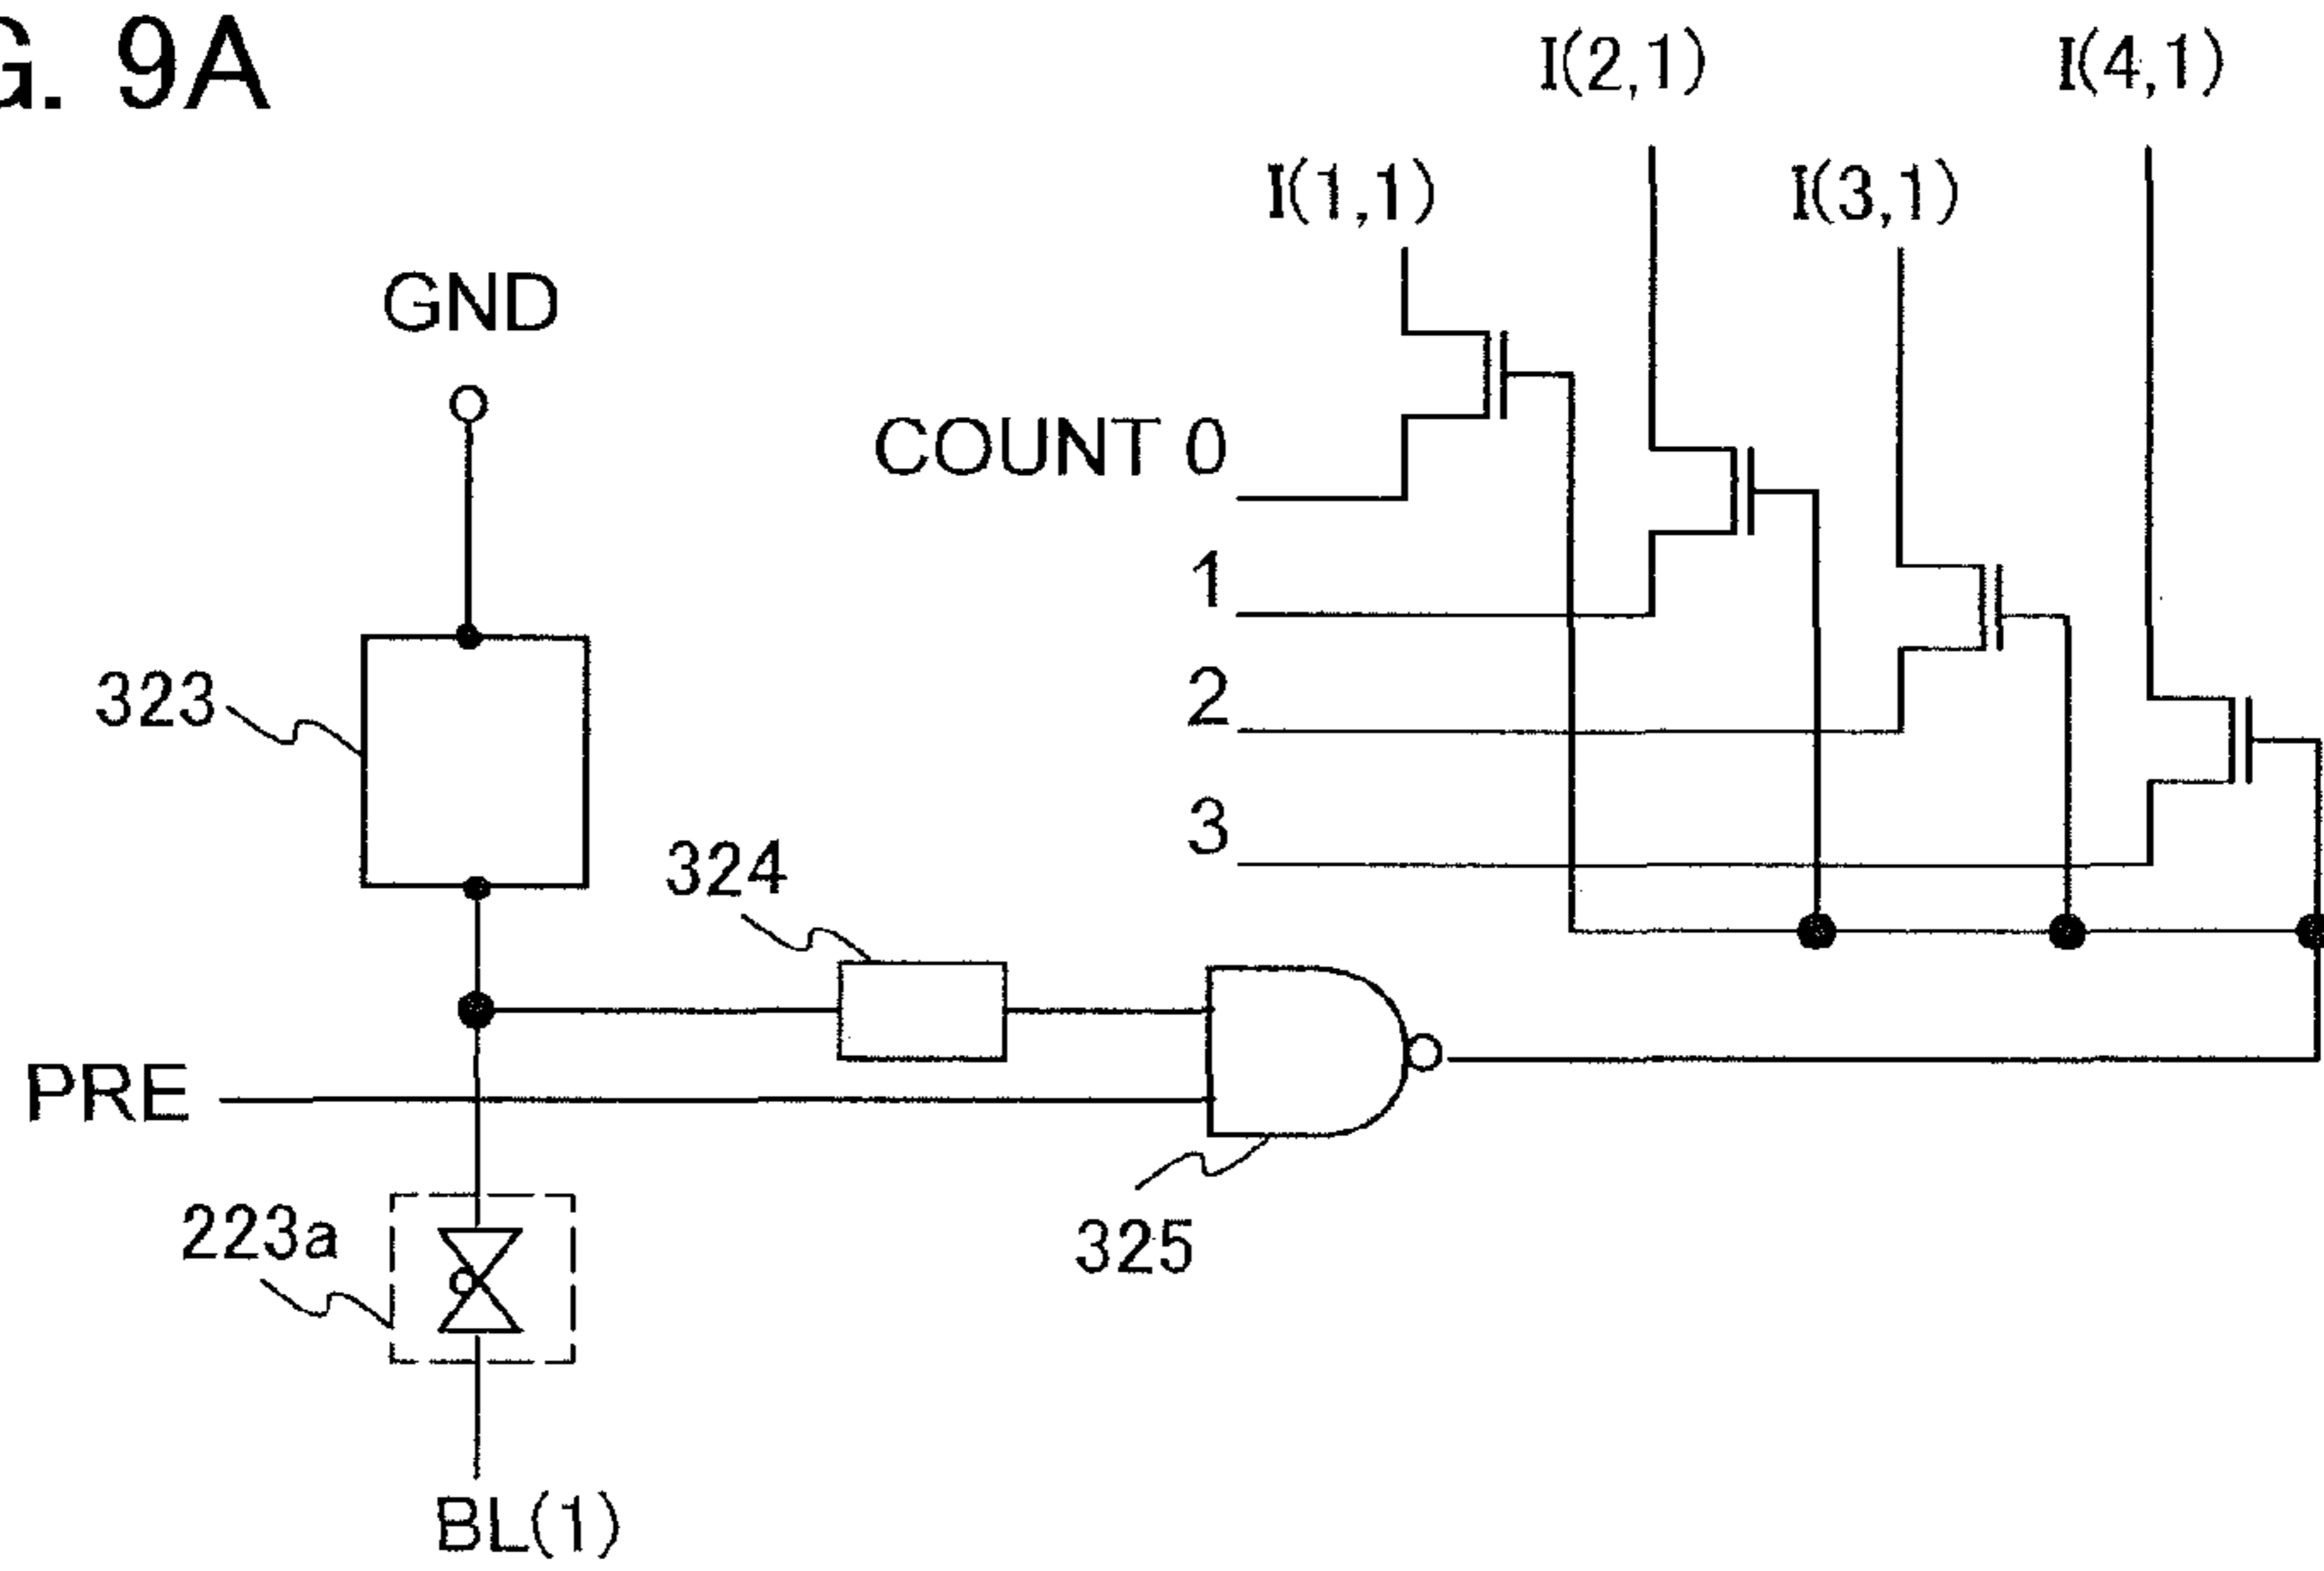 G. 9A
I(2,1)
I(4,1)
I(1,1)
I(3,1)
GND
COUNT 0
1
2
3
323
324
PRE
223a
325
BL(1)